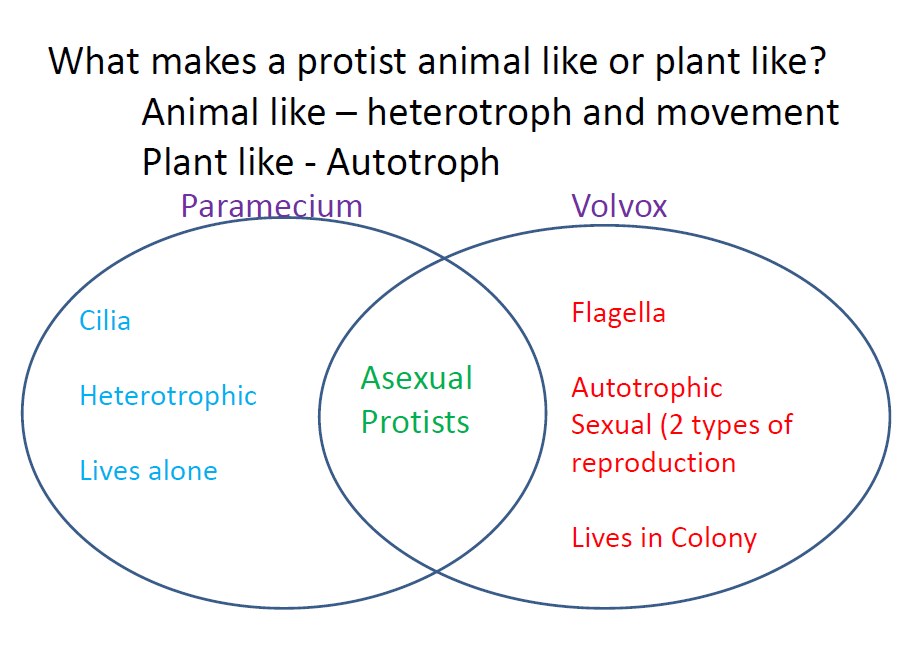 What makes a protist animal like or plant like?
Animal like – heterotroph and movement
Plant like - Autotroph
Paramecium
Volvox
Cilia
Heterotrophic
Lives alone
Asexual
Protists
Flagella
Autotrophic
Sexual (2 types of
reproduction
Lives in Colony